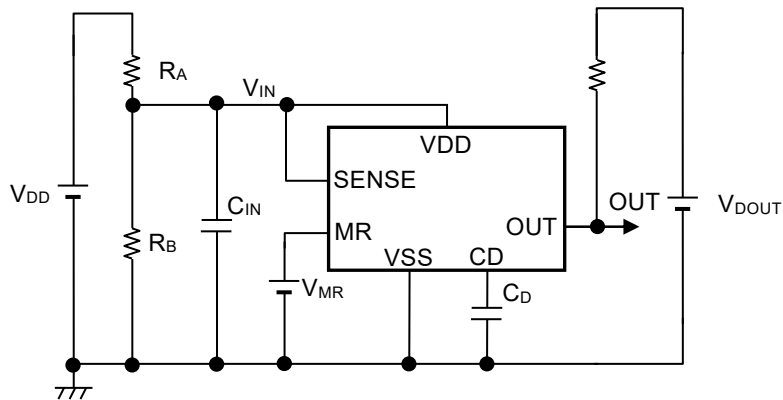 RA
VIN
VDD
SENSE
VDD
CIN
OUT
VDOUT
RB
MR
OUT
VSS
CD
VMR
CD